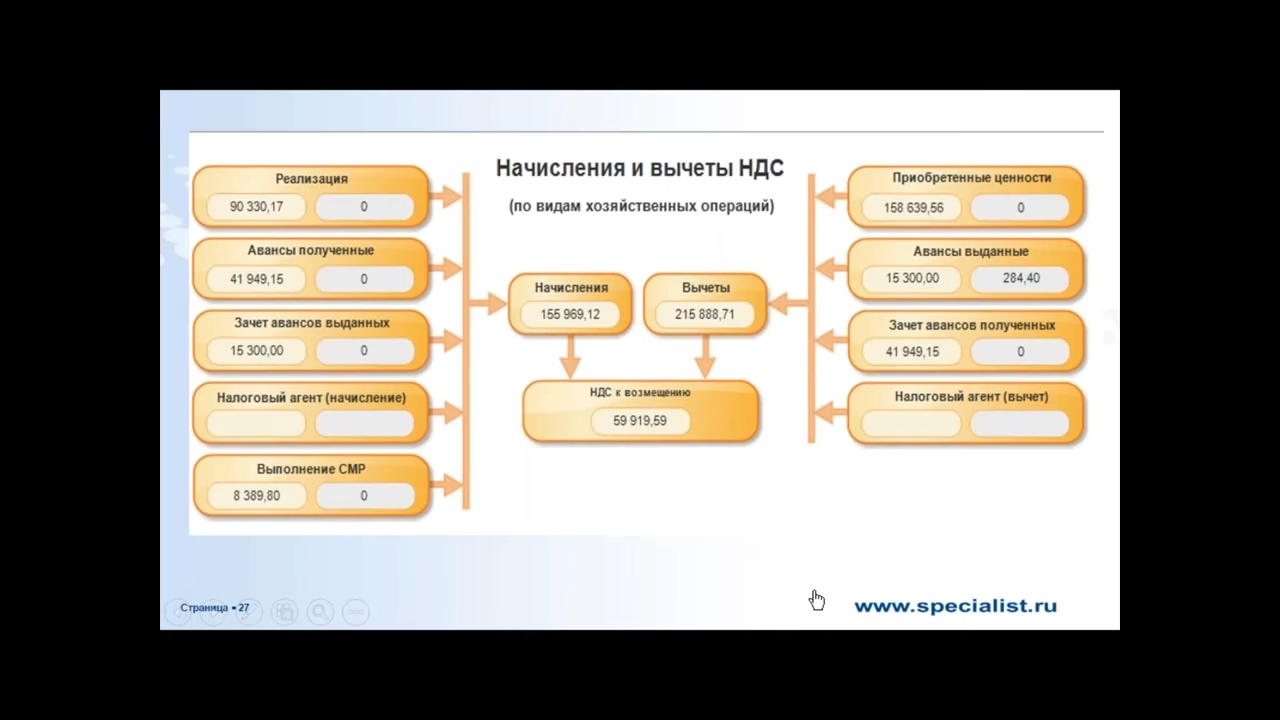 Начисления и вычеты НДС
(по видам хозяйственных операций)
Реализация
90 330,17 0
Авансы полученные
41 949,15 0
Зачет авансов выданных
15 300,00 0
Налоговый агент (начисление)
Выполнение СМР
8 389,80 0
Начисления
155 969,12
Вычеты
215 888,71
НДС к возмещению
59 919,59
Приобретенные ценности
158 639,56 0
Авансы выданные
15 300,00 284,40
Зачет авансов полученных
41 949,15 0
Налоговый агент (вычет)
Страница ▪ 27
www.specialist.ru